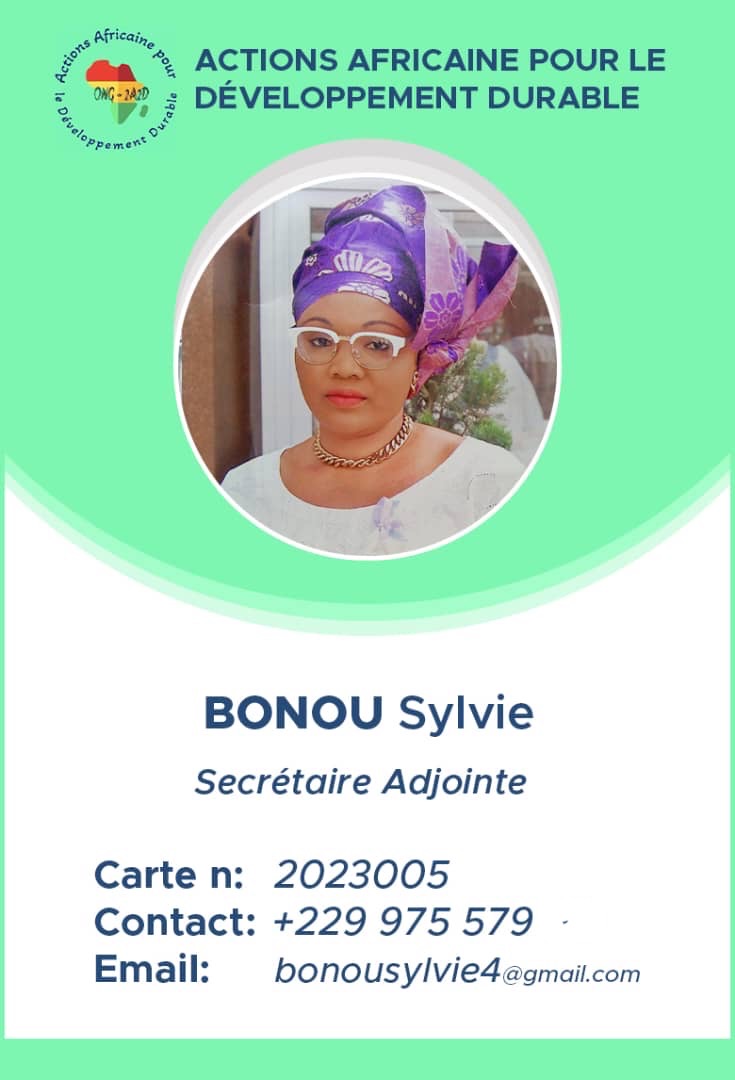 Actions Africaine pour
le Développement Durable
ONG - 2A2D
ACTIONS AFRICAINE POUR LE
DÉVELOPPEMENT DURABLE
BONOU Sylvie
Secrétaire Adjointe
Carte n: 2023005
Contact: +229 975 579
Email: bonousylvie4@gmail.com